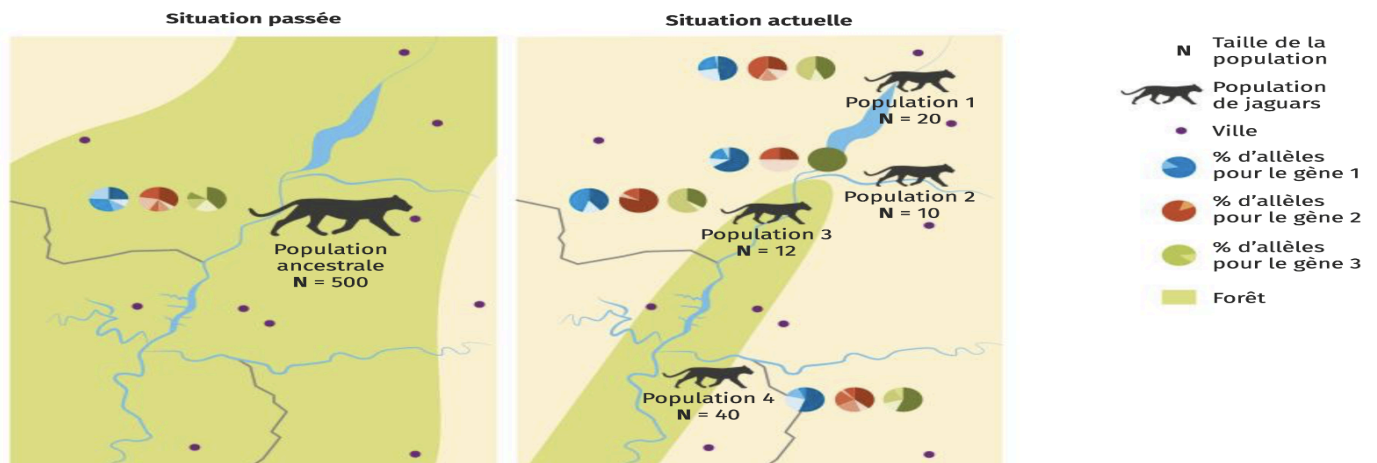 Situation passée
Situation actuelle
Population
ancestrale
N = 500
Population 1
N = 20
Population 2
N = 10
Population 3
N = 12
Population 4
N = 40
N
Taille de la
population
Population
de jaguars
Ville
% d'allèles
pour le gène 1
% d'allèles
pour le gène 2
% d'allèles
pour le gène 3
Forêt